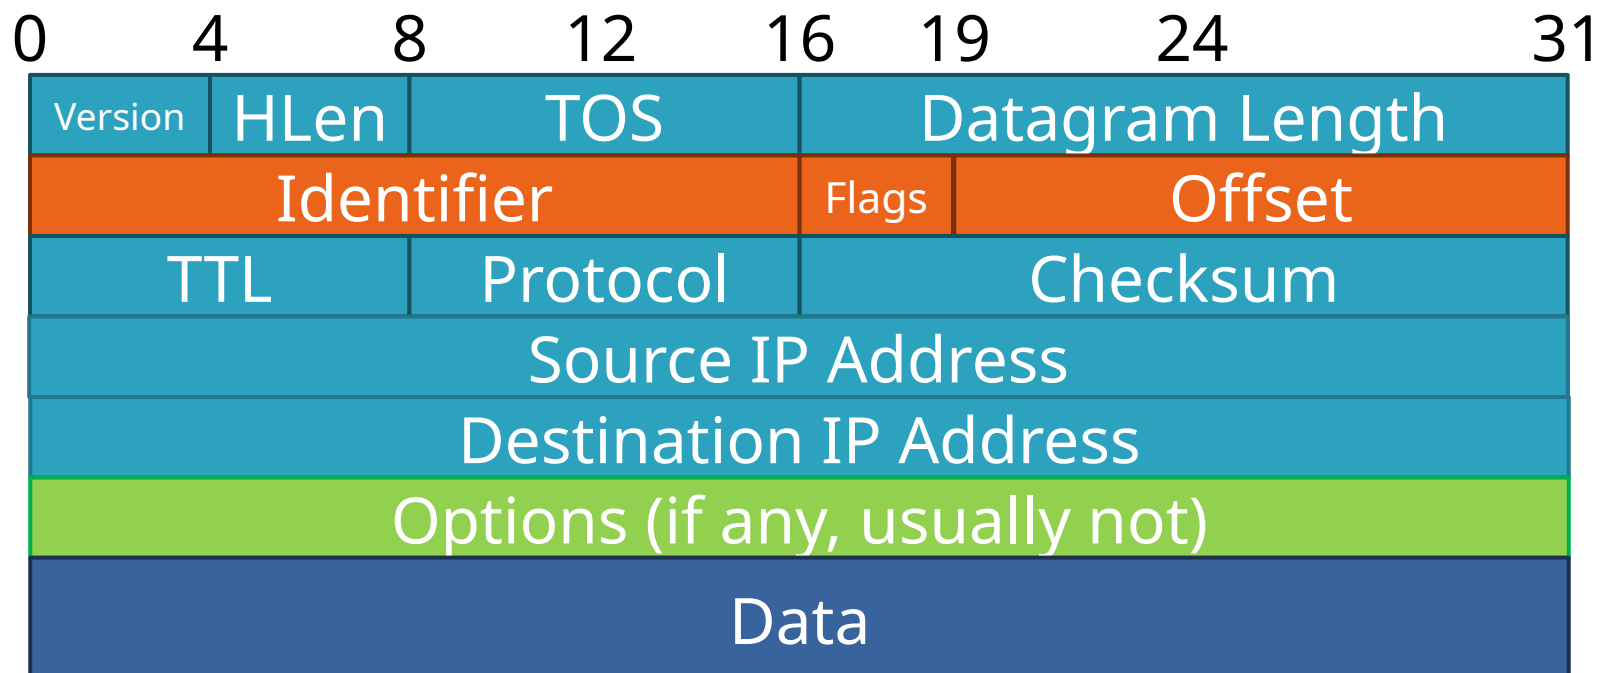 0 4 8 12 16 19 24 31
Version HLen TOS Datagram Length
Identifier Flags Offset
TTL Protocol Checksum
Source IP Address
Destination IP Address
Options (if any, usually not)
Data